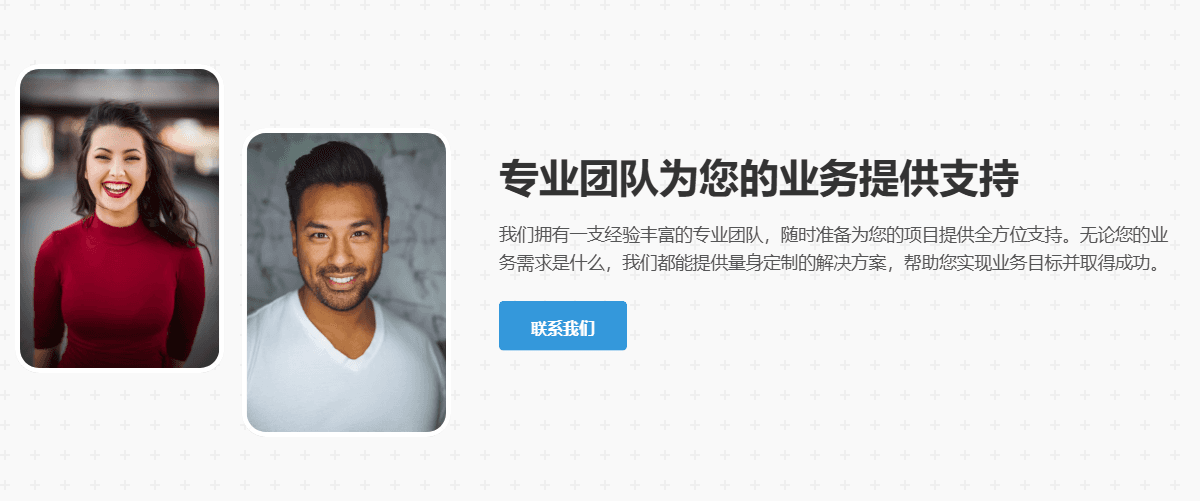 专业团队为您的业务提供支持
我们拥有一支经验丰富的专业团队，随时准备为您的项目提供全方位支持。无论您的业
务需求是什么，我们都能提供量身定制的解决方案，帮助您实现业务目标并取得成功。
联系我们